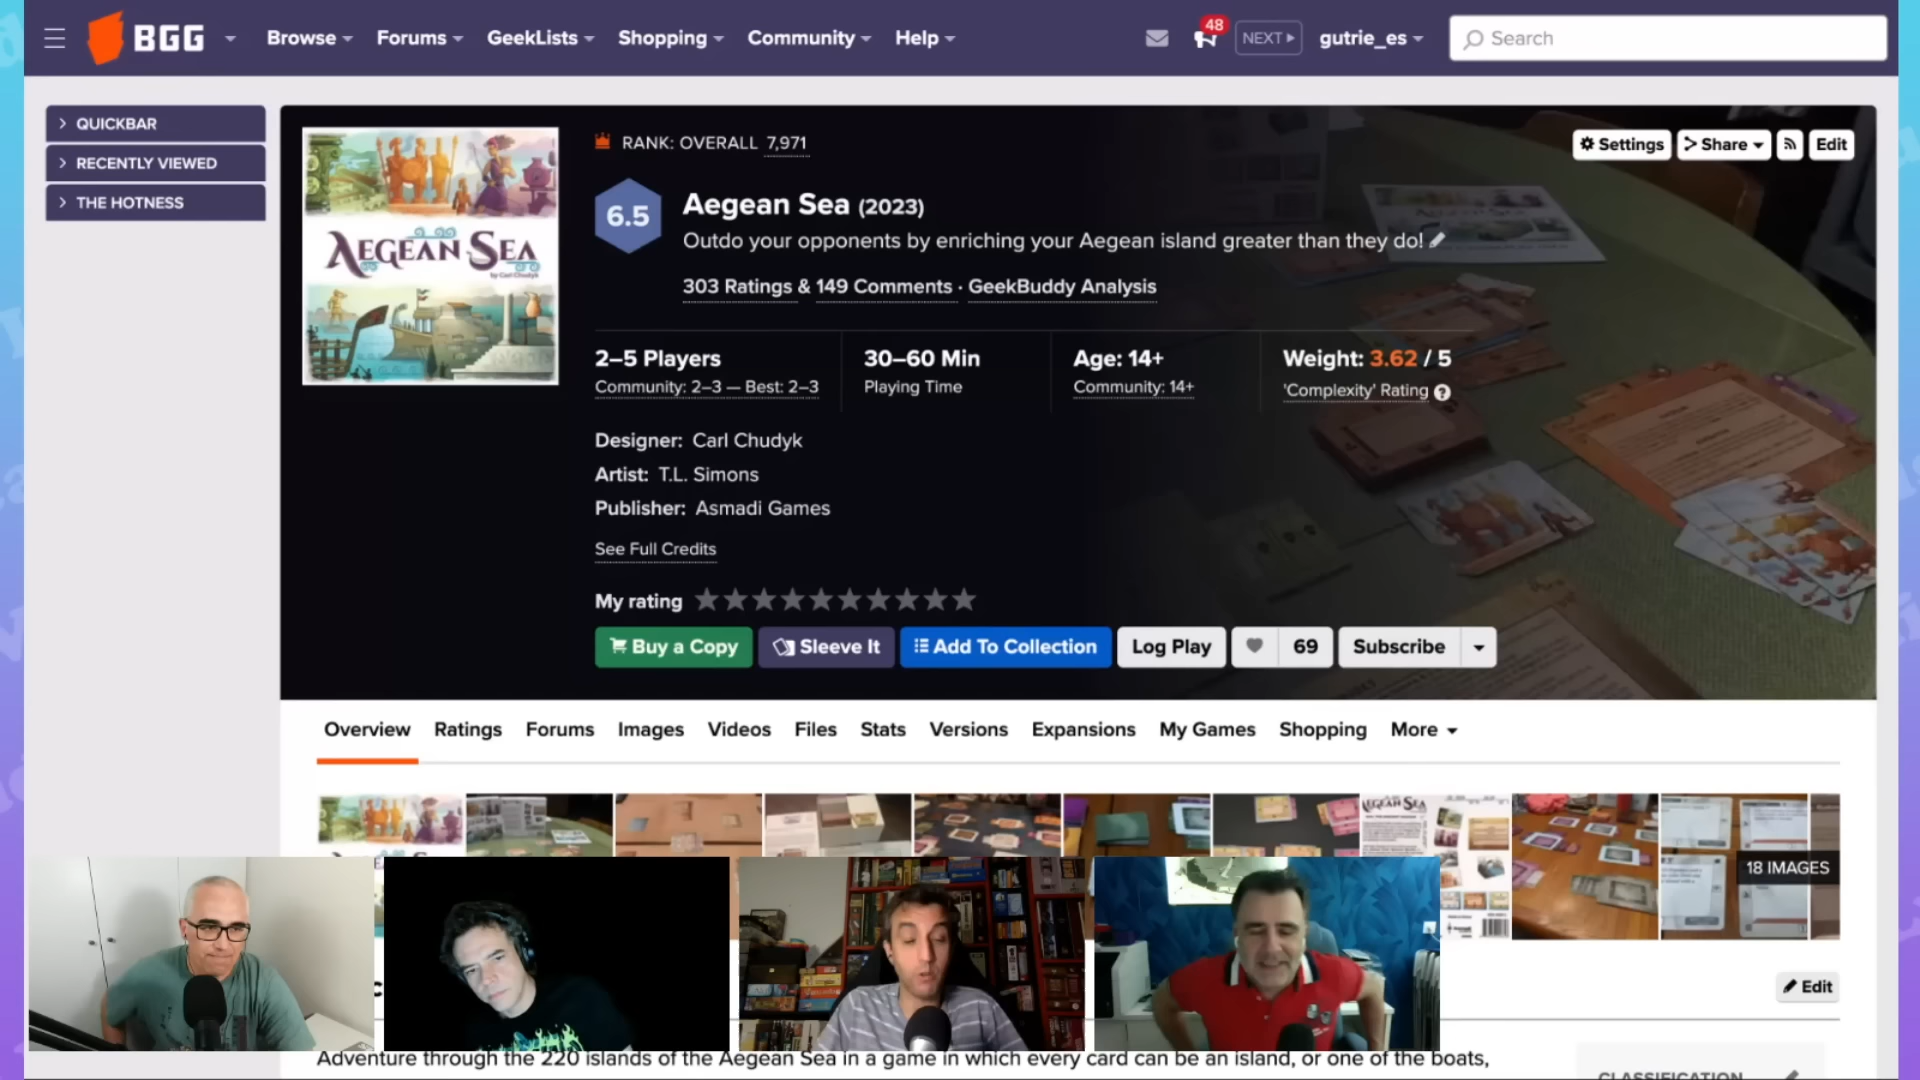 BGG
Browse
Forums
GeekLists
Shopping
Community
Help
48
NEXT
gutrie_es
Search
QUICKBAR
RECENTLY VIEWED
THE HOTNESS
AEGEAN SEA
by Carl Chudyk
RANK: OVERALL 7,971
Settings
Share
Edit
6.5
Aegean Sea (2023)
Outdo your opponents by enriching your Aegean island greater than they do!
303 Ratings & 149 Comments · GeekBuddy Analysis
2–5 Players
Community: 2–3 — Best: 2–3
30–60 Min
Playing Time
Age: 14+
Community: 14+
Weight: 3.62 / 5
'Complexity' Rating
Designer: Carl Chudyk
Artist: T.L. Simons
Publisher: Asmadi Games
See Full Credits
My rating
Buy a Copy
Sleeve It
Add To Collection
Log Play
69
Subscribe
Overview
Ratings
Forums
Images
Videos
Files
Stats
Versions
Expansions
My Games
Shopping
More
AEGEAN SEA
18 IMAGES
Edit
Adventure through the 220 islands of the Aegean Sea in a game in which every card can be an island, or one of the boats,
CLASSIFICATION